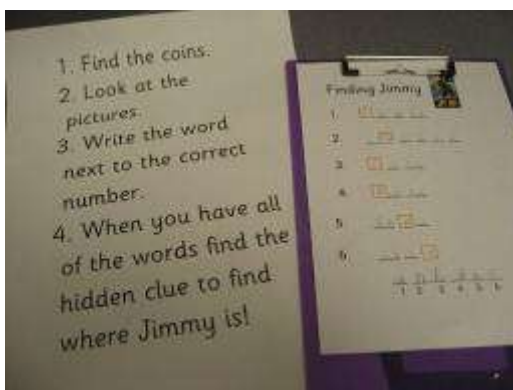 1. Find the coins.
2. Look at the
pictures.
3. Write the word
next to the correct
number.
4. When you have all
of the words find the
hidden clue to find
where Jimmy is!
Finding Jimmy
1.
2.
3.
4.
5.
6.
1 2 3 4 5 6